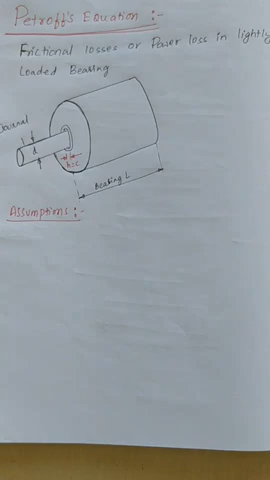 Petroff's Equation :-
Frictional losses or Power loss in lightly
Loaded Bearing
Journal
d
h=c
Bearing L
Assumptions :-